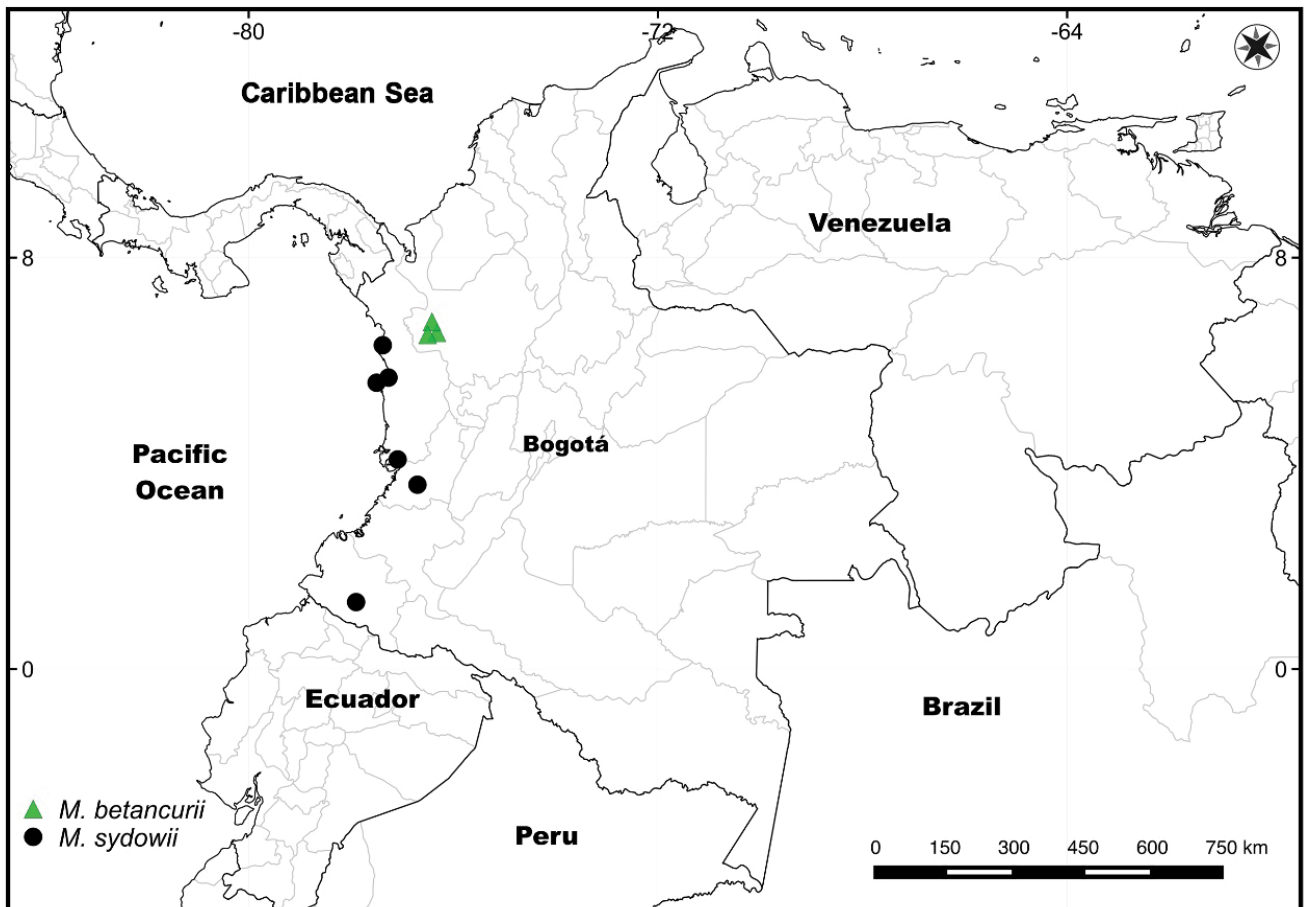 -80
-72
-64
Caribbean Sea
Venezuela
8
8
Pacific
Ocean
Bogotá
0
0
Ecuador
Brazil
M. betancurii
M. sydowii
Peru
0 150 300 450 600 750 km